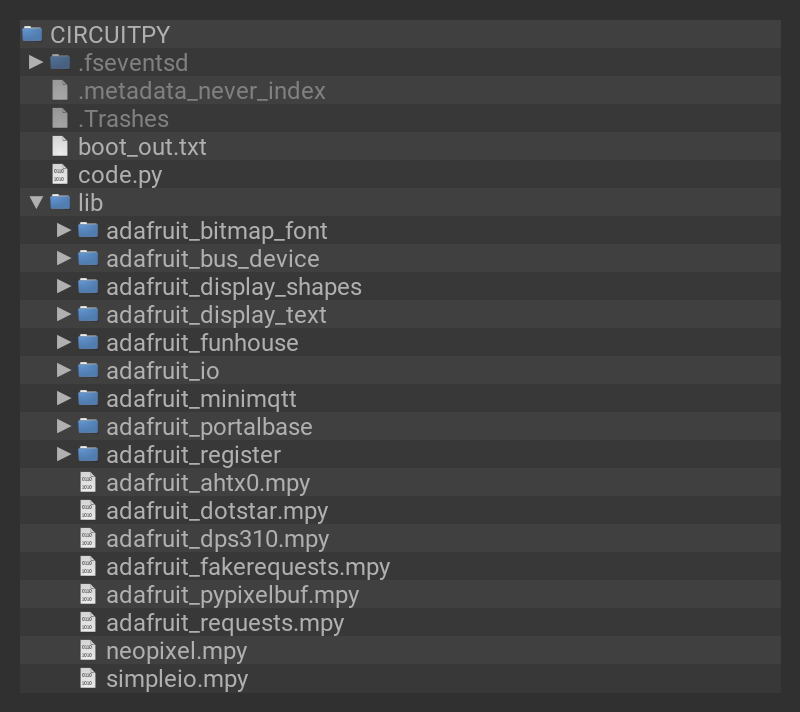 CIRCUITPY
.fseventsd
.metadata_never_index
.Trashes
boot_out.txt
code.py
lib
adafruit_bitmap_font
adafruit_bus_device
adafruit_display_shapes
adafruit_display_text
adafruit_funhouse
adafruit_io
adafruit_minimqtt
adafruit_portalbase
adafruit_register
adafruit_ahtx0.mpy
adafruit_dotstar.mpy
adafruit_dps310.mpy
adafruit_fakerequests.mpy
adafruit_pypixelbuf.mpy
adafruit_requests.mpy
neopixel.mpy
simpleio.mpy